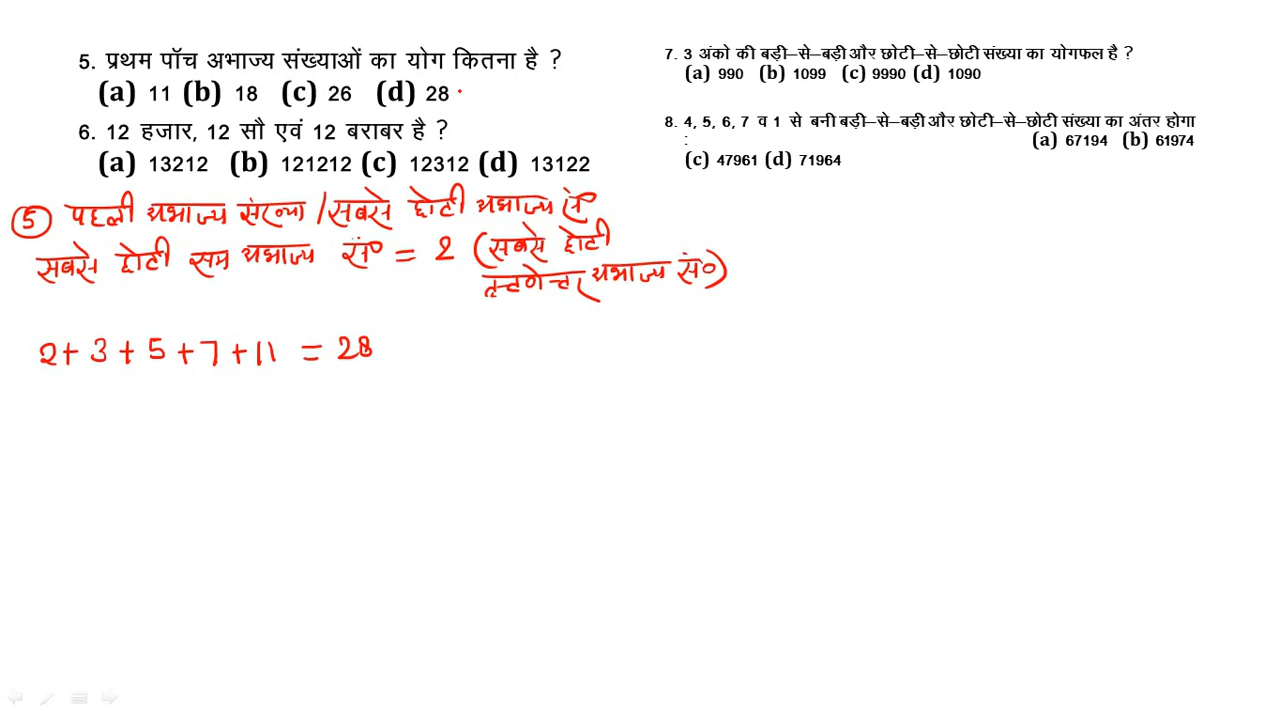 5. प्रथम पॉच अभाज्य संख्याओं का योग कितना है ?
(a) 11 (b) 18 (c) 26 (d) 28
6. 12 हजार, 12 सौ एवं 12 बराबर है ?
(a) 13212 (b) 121212 (c) 12312 (d) 13122
7. 3 अंको की बड़ी–से–बड़ी और छोटी–से–छोटी संख्या का योगफल है ?
(a) 990 (b) 1099 (c) 9990 (d) 1090
8. 4, 5, 6, 7 व 1 से बनी बड़ी–से–बड़ी और छोटी–से–छोटी संख्या का अंतर होगा
: (a) 67194 (b) 61974
(c) 47961 (d) 71964
⑤ पहली अभाज्य संख्या / सबसे छोटी अभाज्य सं०
सबसे छोटी सम अभाज्य सं० = 2 (सबसे छोटी
अभाज्य सं०)
2 + 3 + 5 + 7 + 11 = 28